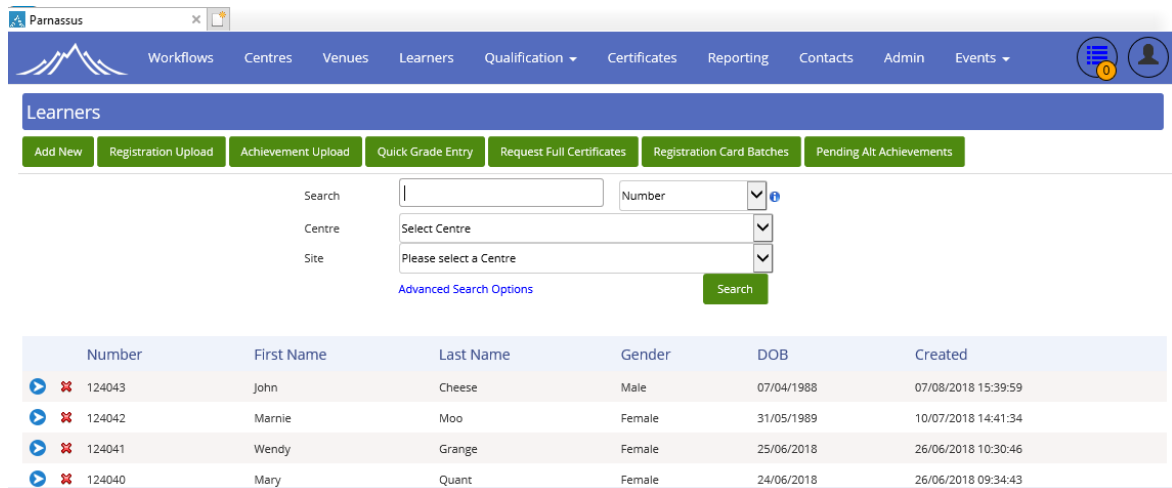 Parnassus
Workflows Centres Venues Learners Qualification Certificates Reporting Contacts Admin Events 0
Learners
Add New Registration Upload Achievement Upload Quick Grade Entry Request Full Certificates Registration Card Batches Pending Alt Achievements
Search Number
Centre Select Centre
Site Please select a Centre
Advanced Search Options Search
Number First Name Last Name Gender DOB Created
124043 John Cheese Male 07/04/1988 07/08/2018 15:39:59
124042 Marnie Moo Female 31/05/1989 10/07/2018 14:41:34
124041 Wendy Grange Female 25/06/2018 26/06/2018 10:30:46
124040 Mary Quant Female 24/06/2018 26/06/2018 09:34:43